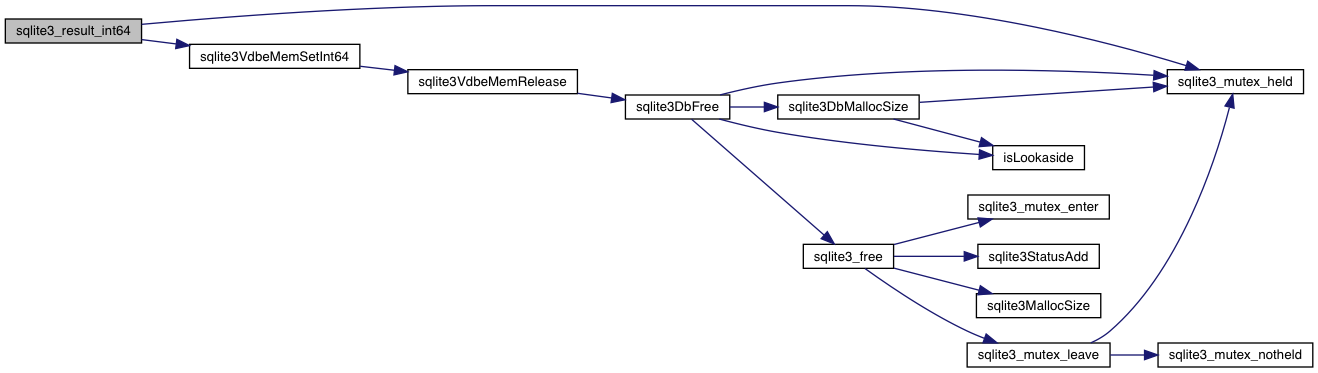 sqlite3_result_int64
sqlite3VdbeMemSetInt64
sqlite3VdbeMemRelease
sqlite3_mutex_held
sqlite3DbFree
sqlite3DbMallocSize
isLookaside
sqlite3_mutex_enter
sqlite3_free
sqlite3StatusAdd
sqlite3MallocSize
sqlite3_mutex_leave
sqlite3_mutex_notheld